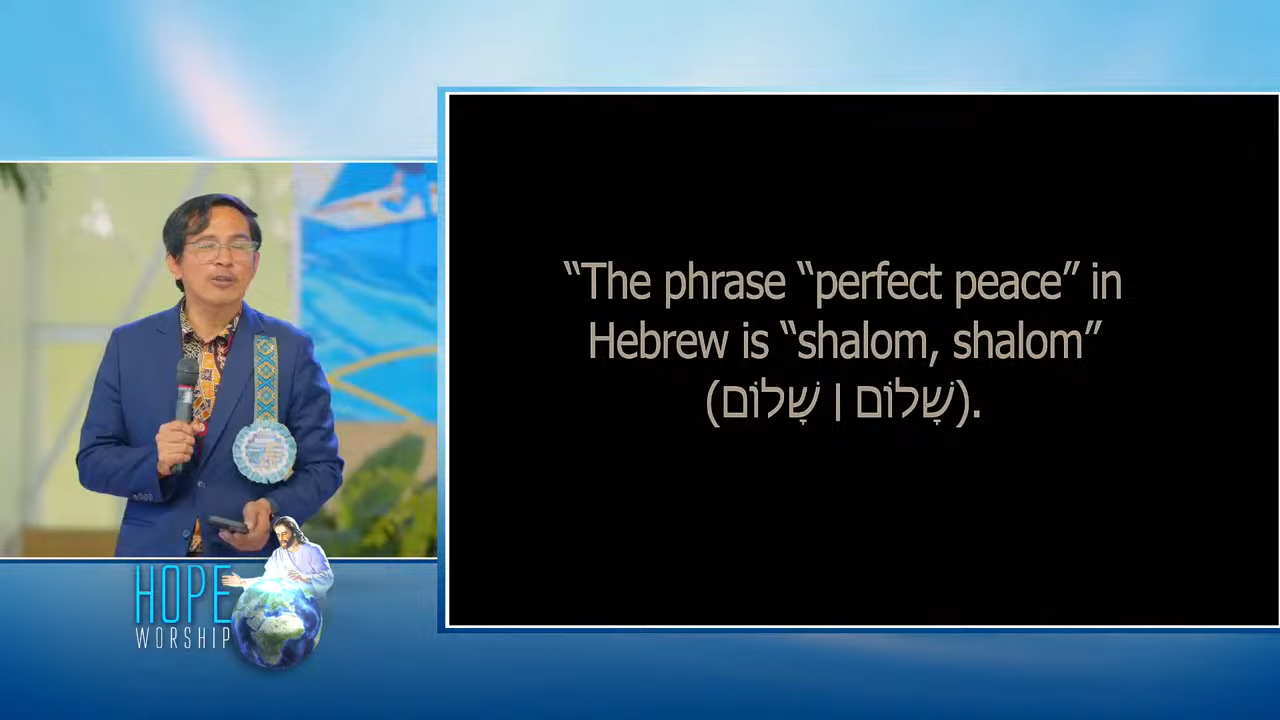 “The phrase “perfect peace” in
Hebrew is “shalom, shalom”
(שָׁלוֹם ׀ שָׁלוֹם).
HOPE
WORSHIP